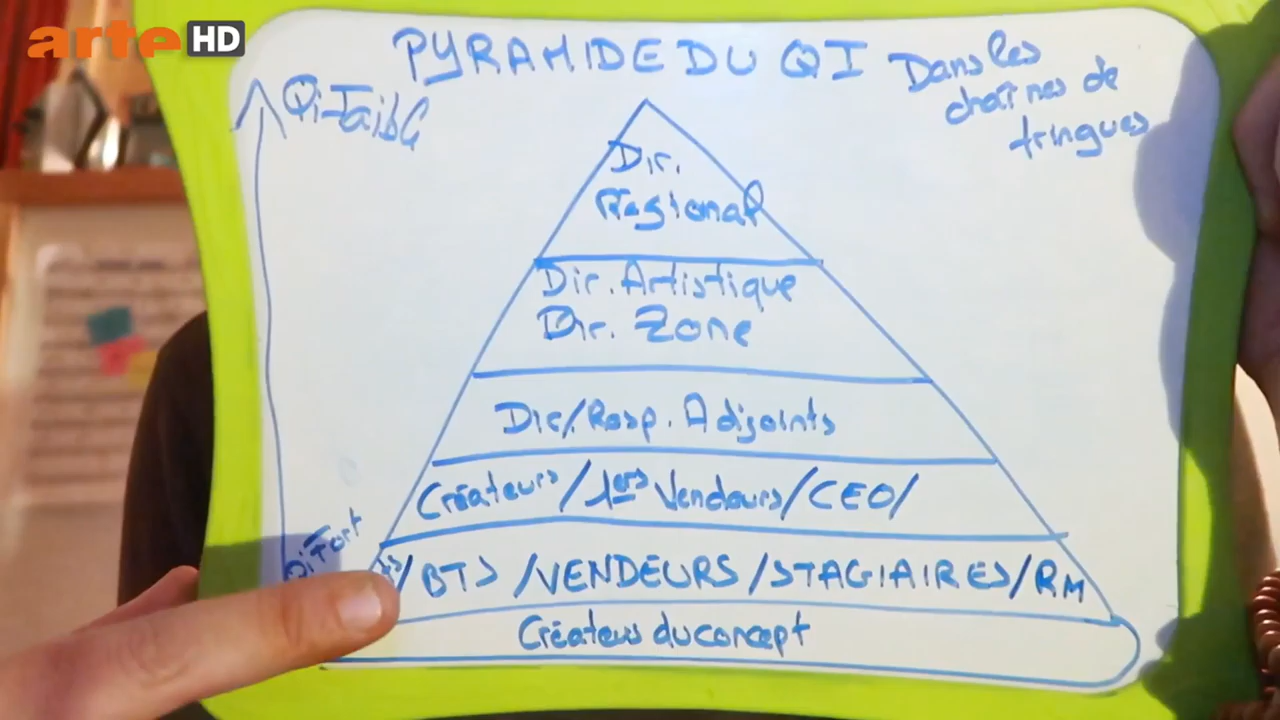 arte HD
PYRAMIDE DU QI
Dans les
chaînes de
fringues
Qi Faible
Dir.
Régional
Dir. Artistique
Dir. Zone
Dir/Resp. Adjoints
Créateurs/1ers Vendeurs/CEO/
/BTS/VENDEURS/STAGIAIRES/RM
Qi Fort
Créateurs du concept